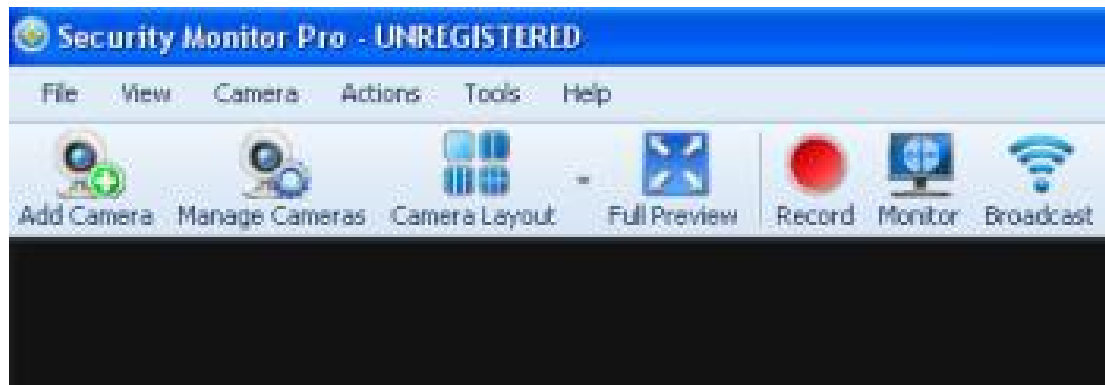 Security Monitor Pro - UNREGISTERED
File View Camera Actions Tools Help
Add Camera Manage Cameras Camera Layout Full Preview Record Monitor Broadcast